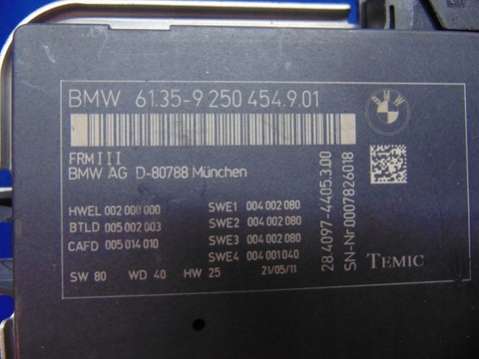 BMW 61.35-9 250 454.9.01
BMW
FRM III
BMW AG D-80788 München
HWEL 002 000 000
BTLD 005 002 003
CAFD 005 014 010
SWE1 004 002 080
SWE2 004 002 080
SWE3 004 002 080
SWE4 004 001 040
SW 80 WD 40 HW 25 21/05/11
28.4097-4405.3.00
SN-Nr.0007826018
TEMIC